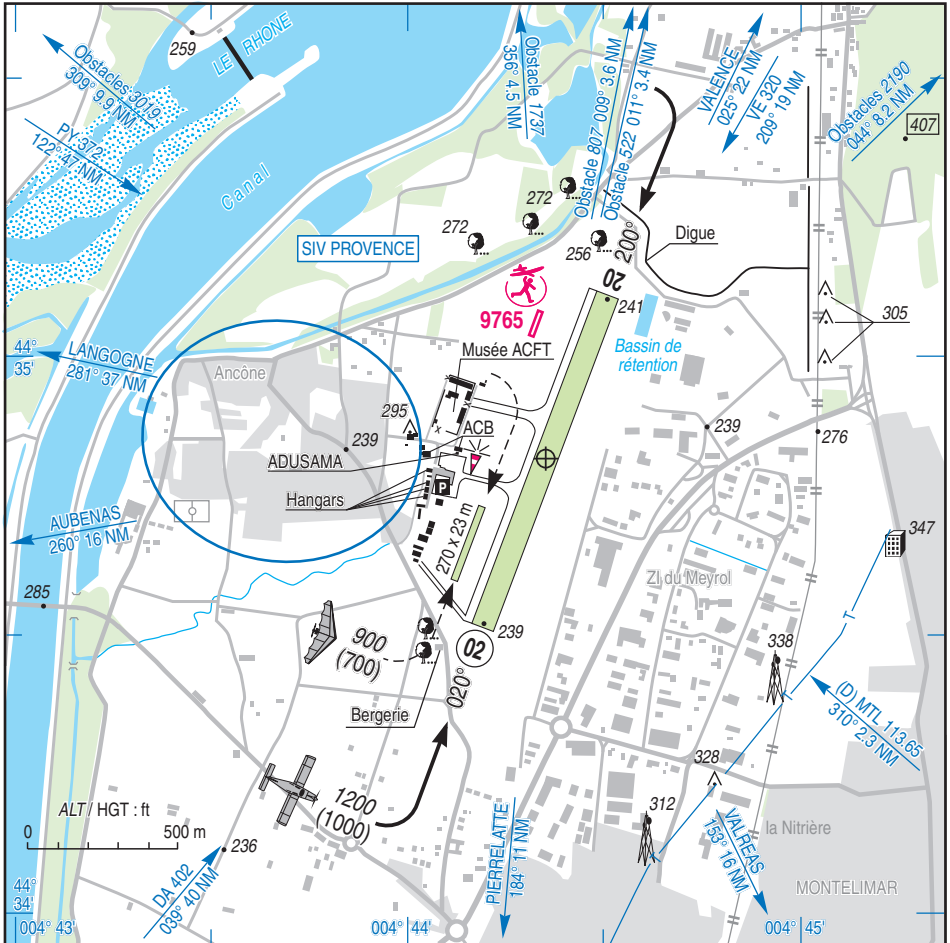 259
LE RHONE
Obstacles 3019
309° 9.9 NM
PY 372
122° 47 NM
Canal
Obstacle 1737
356° 4.5 NM
Obstacle 807 009° 3.6 NM
Obstacle 522 011° 3.4 NM
VALENCE
025° 22 NM
VE 320
209° 19 NM
Obstacles 2190
044° 8.2 NM
407
272
272
256
SIV PROVENCE
200°
Digue
20
241
9765
305
Musée ACFT
Bassin de
rétention
44°
35'
LANGOGNE
281° 37 NM
Ancône
295
ACB
239
239
276
ADUSAMA
P
Hangars
270 x 23 m
AUBENAS
260° 16 NM
347
ZI du Meyrol
285
239
02
900
(700)
020°
338
Bergerie
(D) MTL 113.65
310° 2.3 NM
328
1200
(1000)
312
ALT / HGT : ft
0
500 m
236
DA 402
039° 40 NM
PIERRELATTE
184° 11 NM
VALREAS
153° 16 NM
la Nitrière
MONTELIMAR
44°
34'
004° 43'
004° 44'
004° 45'